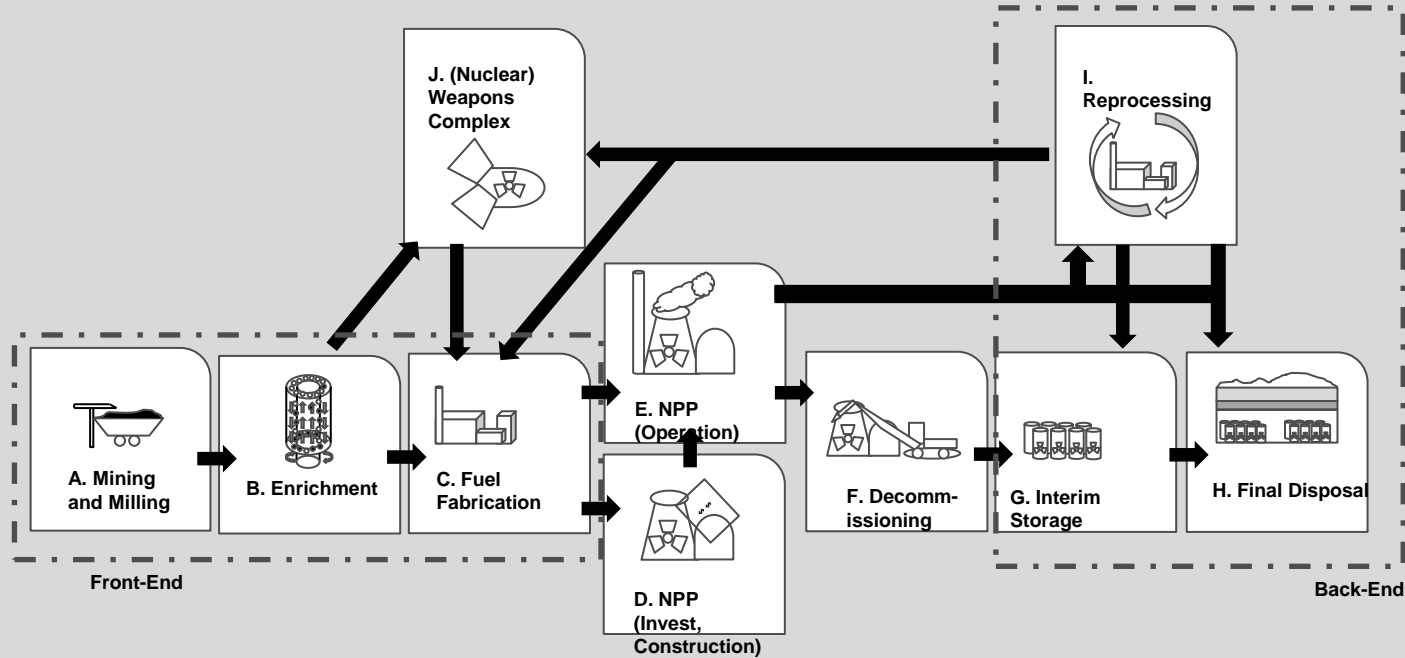 J. (Nuclear)
Weapons
Complex
I.
Reprocessing
A. Mining
and Milling
B. Enrichment
C. Fuel
Fabrication
E. NPP
(Operation)
$ $
D. NPP
(Invest,
Construction)
F. Decomm-
issioning
G. Interim
Storage
H. Final Disposal
Front-End
Back-End